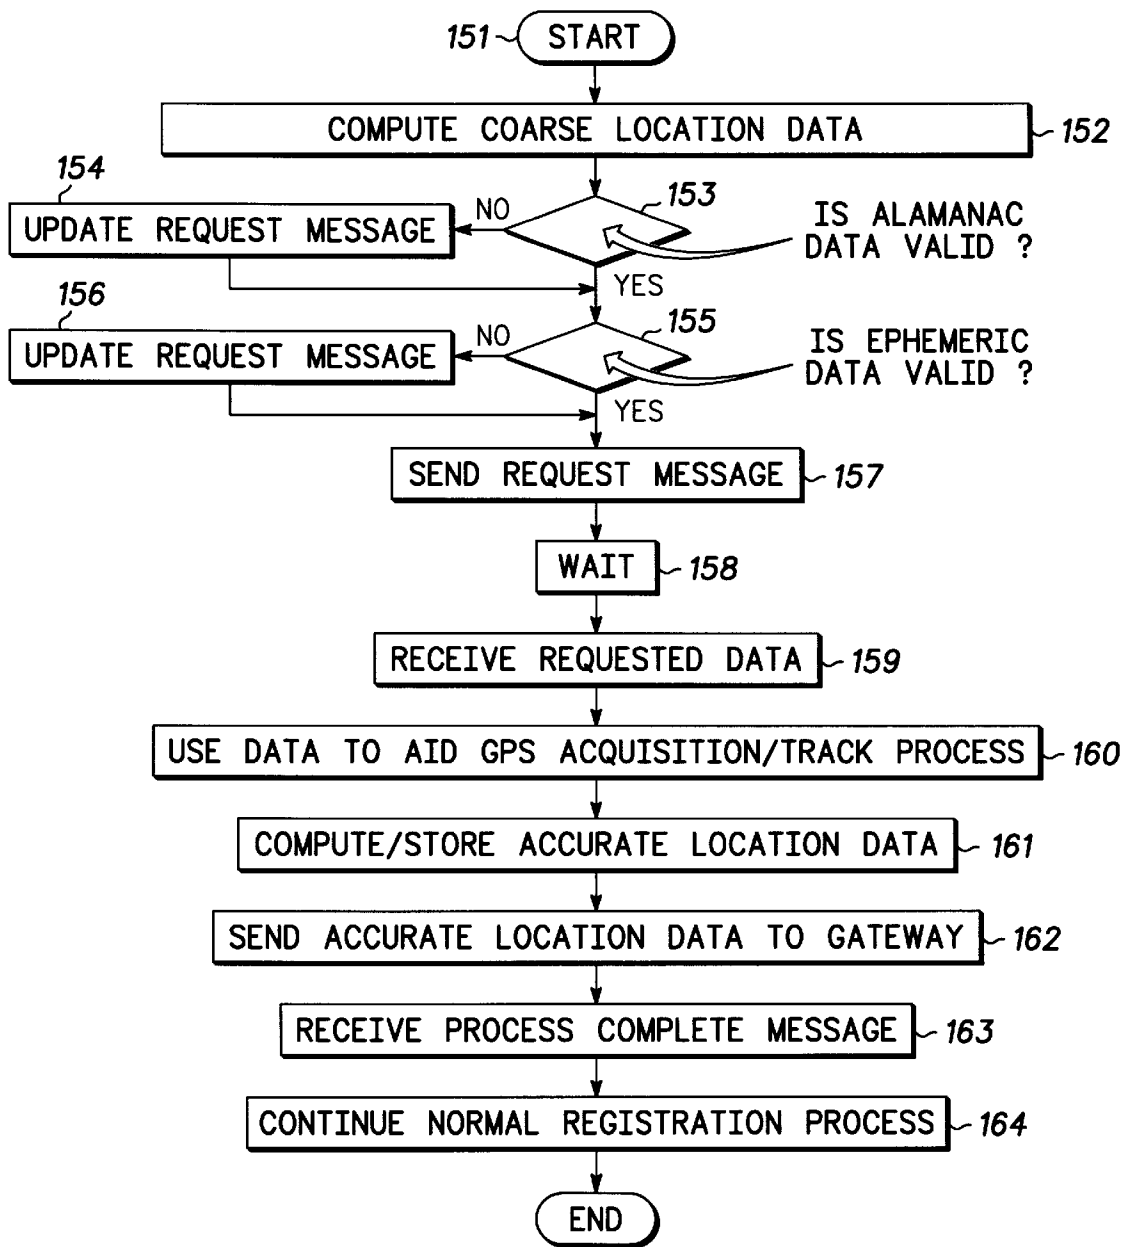 151
START
COMPUTE COARSE LOCATION DATA
152
154
153
UPDATE REQUEST MESSAGE
NO
IS ALAMANAC
DATA VALID ?
YES
156
155
UPDATE REQUEST MESSAGE
NO
IS EPHEMERIC
DATA VALID ?
YES
SEND REQUEST MESSAGE
157
WAIT
158
RECEIVE REQUESTED DATA
159
USE DATA TO AID GPS ACQUISITION/TRACK PROCESS
160
COMPUTE/STORE ACCURATE LOCATION DATA
161
SEND ACCURATE LOCATION DATA TO GATEWAY
162
RECEIVE PROCESS COMPLETE MESSAGE
163
CONTINUE NORMAL REGISTRATION PROCESS
164
END